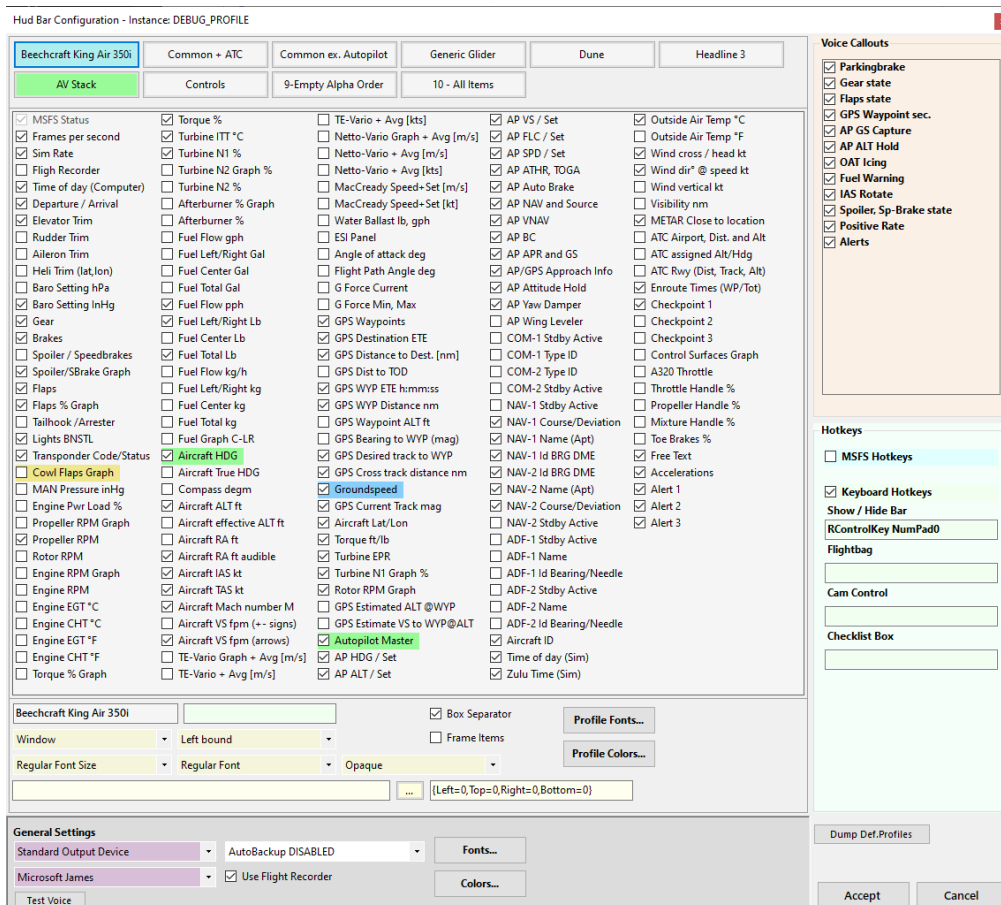 Hud Bar Configuration - Instance: DEBUG_PROFILE
Beechcraft King Air 350i
Common + ATC
Common ex. Autopilot
Generic Glider
Dune
Headline 3
AV Stack
Controls
9-Empty Alpha Order
10 - All Items
MSFS Status
Frames per second
Sim Rate
Fligh Recorder
Time of day (Computer)
Departure / Arrival
Elevator Trim
Rudder Trim
Aileron Trim
Heli Trim (lat,lon)
Baro Setting hPa
Baro Setting InHg
Gear
Brakes
Spoiler / Speedbrakes
Spoiler/SBrake Graph
Flaps
Flaps % Graph
Tailhook /Arrester
Lights BNSTL
Transponder Code/Status
Cowl Flaps Graph
MAN Pressure inHg
Engine Pwr Load %
Propeller RPM Graph
Propeller RPM
Rotor RPM
Engine RPM Graph
Engine RPM
Engine EGT °C
Engine CHT °C
Engine EGT °F
Engine CHT °F
Torque % Graph
Torque %
Turbine ITT °C
Turbine N1 %
Turbine N2 Graph %
Turbine N2 %
Afterburner % Graph
Afterburner %
Fuel Flow gph
Fuel Left/Right Gal
Fuel Center Gal
Fuel Total Gal
Fuel Flow pph
Fuel Left/Right Lb
Fuel Center Lb
Fuel Total Lb
Fuel Flow kg/h
Fuel Left/Right kg
Fuel Center kg
Fuel Total kg
Fuel Graph C-LR
Aircraft HDG
Aircraft True HDG
Compass degm
Aircraft ALT ft
Aircraft effective ALT ft
Aircraft RA ft
Aircraft RA ft audible
Aircraft IAS kt
Aircraft TAS kt
Aircraft Mach number M
Aircraft VS fpm (+- signs)
Aircraft VS fpm (arrows)
TE-Vario Graph + Avg [m/s]
TE-Vario + Avg [m/s]
TE-Vario + Avg [kts]
Netto-Vario Graph + Avg [m/s]
Netto-Vario + Avg [m/s]
Netto-Vario + Avg [kts]
MacCready Speed+Set [m/s]
MacCready Speed+Set [kt]
Water Ballast lb, gph
ESI Panel
Angle of attack deg
Flight Path Angle deg
G Force Current
G Force Min, Max
GPS Waypoints
GPS Destination ETE
GPS Distance to Dest. [nm]
GPS Dist to TOD
GPS WYP ETE h:mm:ss
GPS WYP Distance nm
GPS Waypoint ALT ft
GPS Bearing to WYP (mag)
GPS Desired track to WYP
GPS Cross track distance nm
Groundspeed
GPS Current Track mag
Aircraft Lat/Lon
Torque ft/lb
Turbine EPR
Turbine N1 Graph %
Rotor RPM Graph
GPS Estimated ALT @WYP
GPS Estimate VS to WYP@ALT
Autopilot Master
AP HDG / Set
AP ALT / Set
AP VS / Set
AP FLC / Set
AP SPD / Set
AP ATHR, TOGA
AP Auto Brake
AP NAV and Source
AP VNAV
AP BC
AP APR and GS
AP/GPS Approach Info
AP Attitude Hold
AP Yaw Damper
AP Wing Leveler
COM-1 Stdby Active
COM-1 Type ID
COM-2 Type ID
COM-2 Stdby Active
NAV-1 Stdby Active
NAV-1 Course/Deviation
NAV-1 Name (Apt)
NAV-1 Id BRG DME
NAV-2 Id BRG DME
NAV-2 Name (Apt)
NAV-2 Course/Deviation
NAV-2 Stdby Active
ADF-1 Stdby Active
ADF-1 Name
ADF-1 Id Bearing/Needle
ADF-2 Stdby Active
ADF-2 Name
ADF-2 Id Bearing/Needle
Aircraft ID
Time of day (Sim)
Zulu Time (Sim)
Outside Air Temp °C
Outside Air Temp °F
Wind cross / head kt
Wind dir° @ speed kt
Wind vertical kt
Visibility nm
METAR Close to location
ATC Airport, Dist. and Alt
ATC assigned Alt/Hdg
ATC Rwy (Dist, Track, Alt)
Enroute Times (WP/Tot)
Checkpoint 1
Checkpoint 2
Checkpoint 3
Control Surfaces Graph
A320 Throttle
Throttle Handle %
Propeller Handle %
Mixture Handle %
Toe Brakes %
Free Text
Accelerations
Alert 1
Alert 2
Alert 3
Beechcraft King Air 350i
Box Separator
Profile Fonts...
Window
Left bound
Frame Items
Profile Colors...
Regular Font Size
Regular Font
Opaque
...
{Left=0,Top=0,Right=0,Bottom=0}
General Settings
Standard Output Device
AutoBackup DISABLED
Fonts...
Microsoft James
Use Flight Recorder
Colors...
Test Voice
Voice Callouts
Parkingbrake
Gear state
Flaps state
GPS Waypoint sec.
AP GS Capture
AP ALT Hold
OAT Icing
Fuel Warning
IAS Rotate
Spoiler, Sp-Brake state
Positive Rate
Alerts
Hotkeys
MSFS Hotkeys
Keyboard Hotkeys
Show / Hide Bar
RControlKey NumPad0
Flightbag
Cam Control
Checklist Box
Dump Def.Profiles
Accept
Cancel